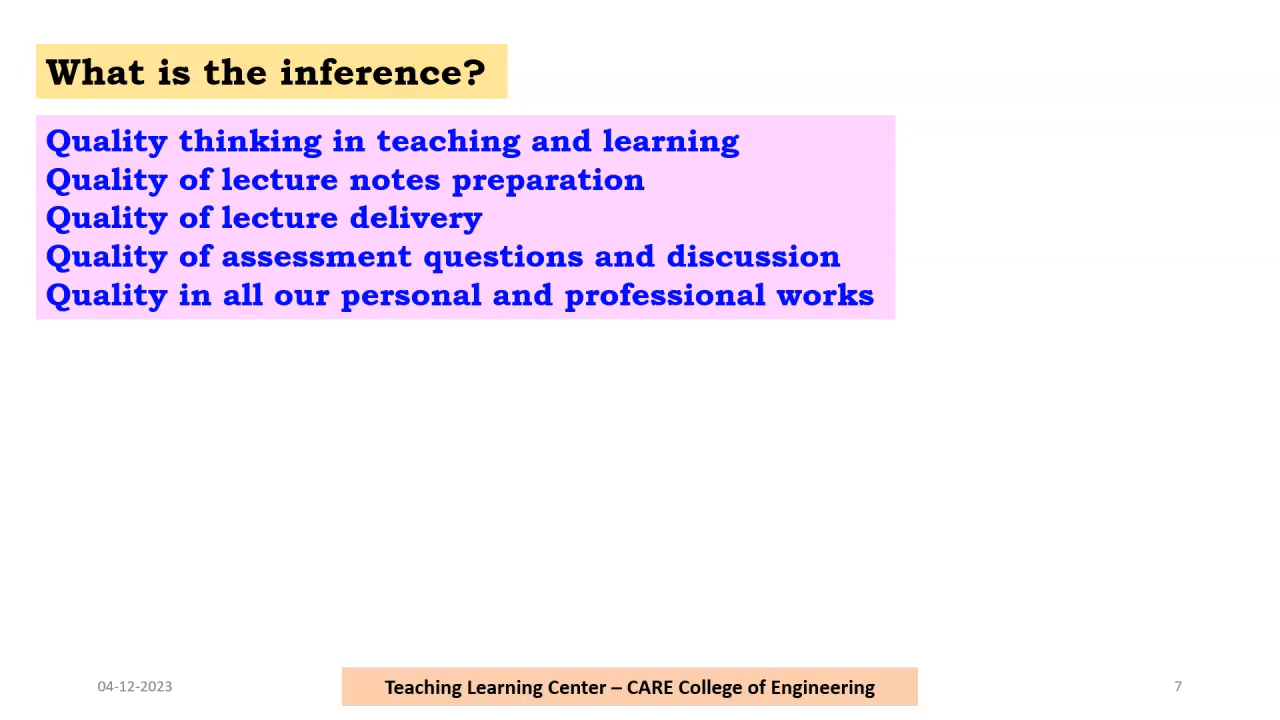 What is the inference?
Quality thinking in teaching and learning
Quality of lecture notes preparation
Quality of lecture delivery
Quality of assessment questions and discussion
Quality in all our personal and professional works
04-12-2023
Teaching Learning Center – CARE College of Engineering
7